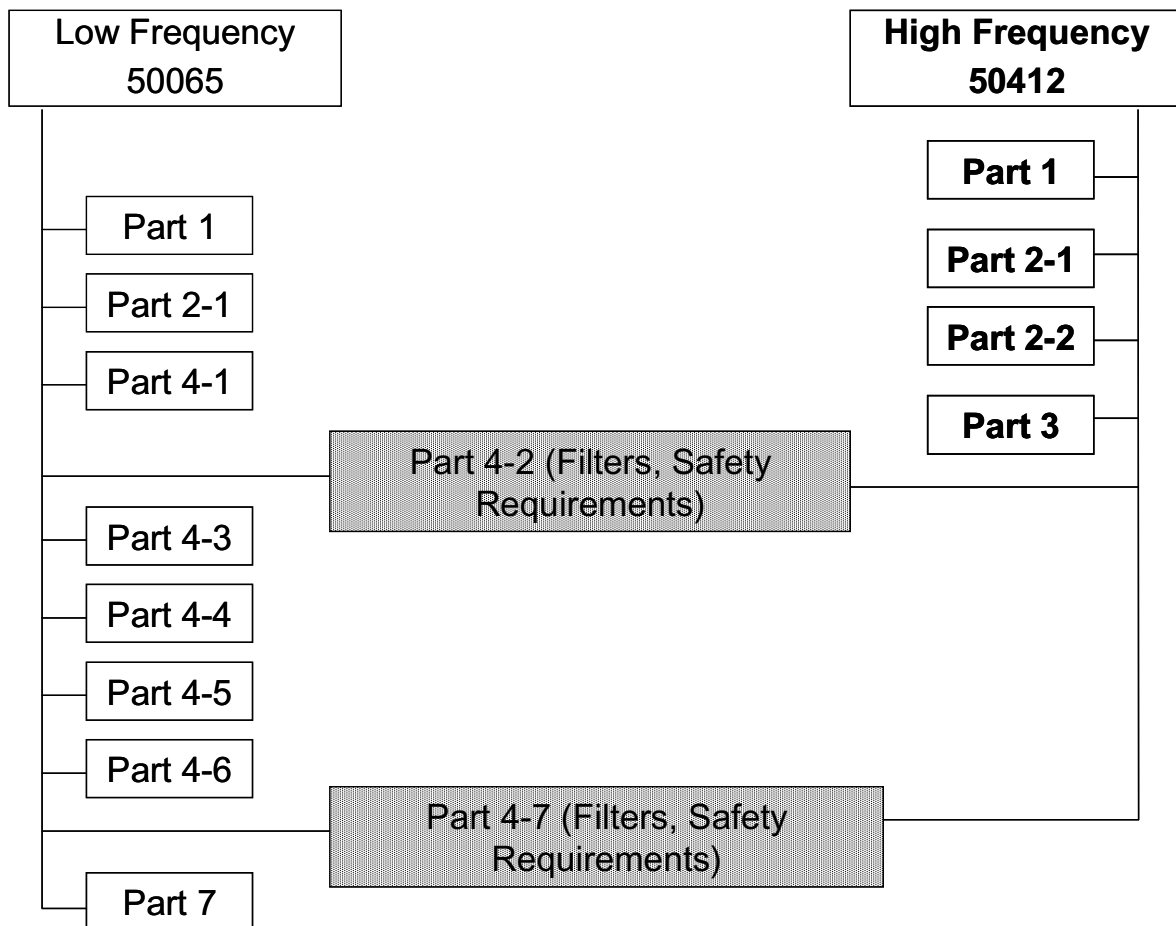 Low Frequency
50065
High Frequency
50412
Part 1
Part 2-1
Part 4-1
Part 1
Part 2-1
Part 2-2
Part 3
Part 4-2 (Filters, Safety
Requirements)
Part 4-3
Part 4-4
Part 4-5
Part 4-6
Part 4-7 (Filters, Safety
Requirements)
Part 7